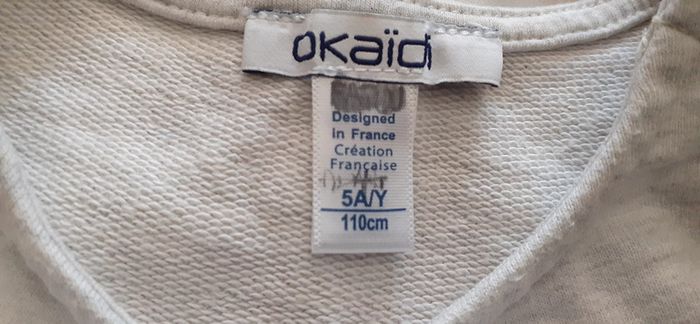 OKAïDI
Designed
in France
Création
Française
5A/Y
110cm